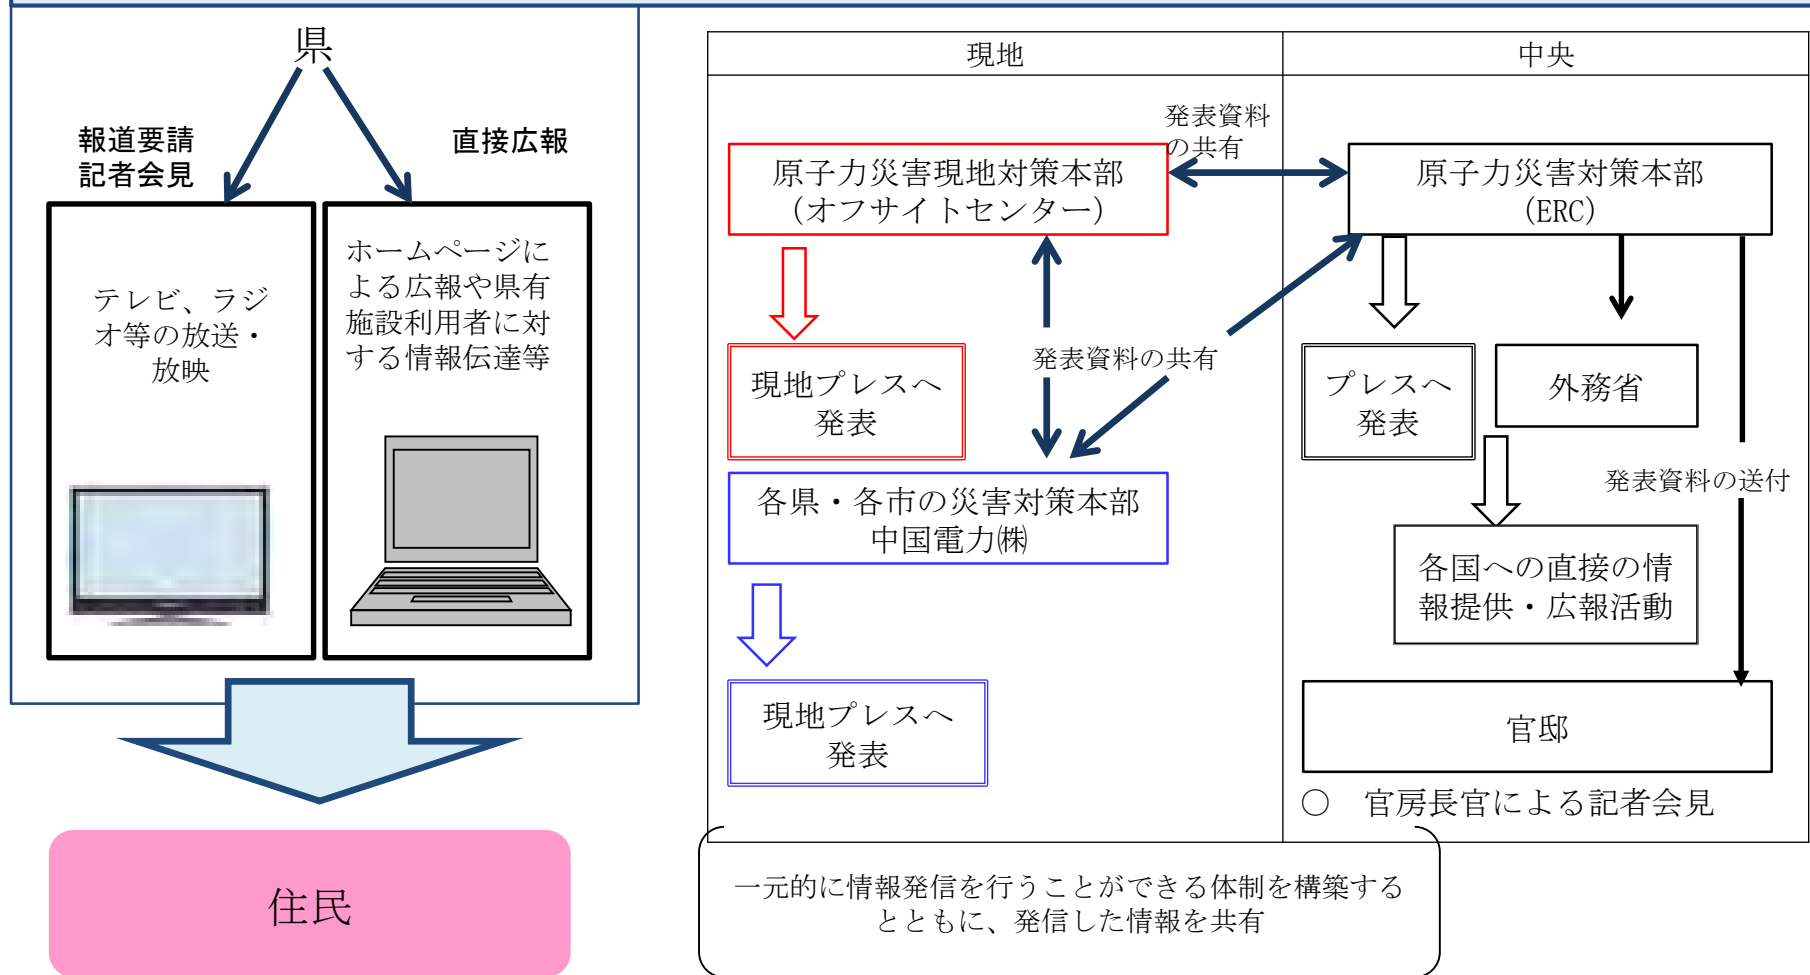 県
報道要請
記者会見
直接広報
テレビ、ラジ
オ等の放送・
放映
ホームページに
よる広報や県有
施設利用者に対
する情報伝達等
住民
現地
中央
発表資料
の共有
原子力災害現地対策本部
（オフサイトセンター）
原子力災害対策本部
（ERC）
発表資料の共有
現地プレスへ
発表
プレスへ
発表
外務省
各県・各市の災害対策本部
中国電力㈱
発表資料の送付
各国への直接の情
報提供・広報活動
現地プレスへ
発表
官邸
○　官房長官による記者会見
一元的に情報発信を行うことができる体制を構築する
とともに、発信した情報を共有